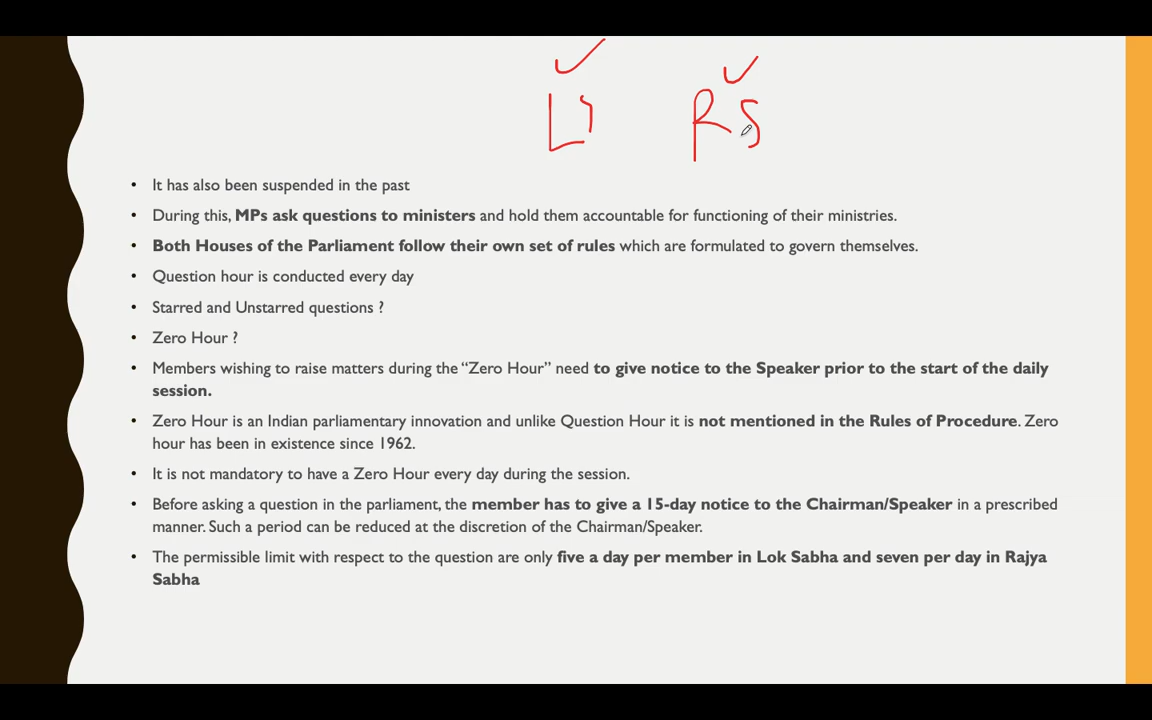 LS RS
• It has also been suspended in the past
• During this, MPs ask questions to ministers and hold them accountable for functioning of their ministries.
• Both Houses of the Parliament follow their own set of rules which are formulated to govern themselves.
• Question hour is conducted every day
• Starred and Unstarred questions ?
• Zero Hour ?
• Members wishing to raise matters during the “Zero Hour” need to give notice to the Speaker prior to the start of the daily
session.
• Zero Hour is an Indian parliamentary innovation and unlike Question Hour it is not mentioned in the Rules of Procedure. Zero
hour has been in existence since 1962.
• It is not mandatory to have a Zero Hour every day during the session.
• Before asking a question in the parliament, the member has to give a 15-day notice to the Chairman/Speaker in a prescribed
manner. Such a period can be reduced at the discretion of the Chairman/Speaker.
• The permissible limit with respect to the question are only five a day per member in Lok Sabha and seven per day in Rajya
Sabha